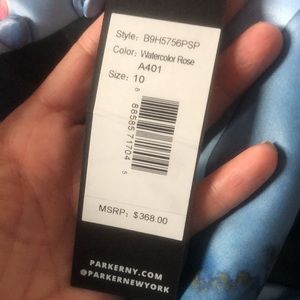 Style: B9H5756PSP
Color: Watercolor Rose
A401
Size: 10
MSRP: $368.00
PARKERNY.COM
@PARKERNEWYORK